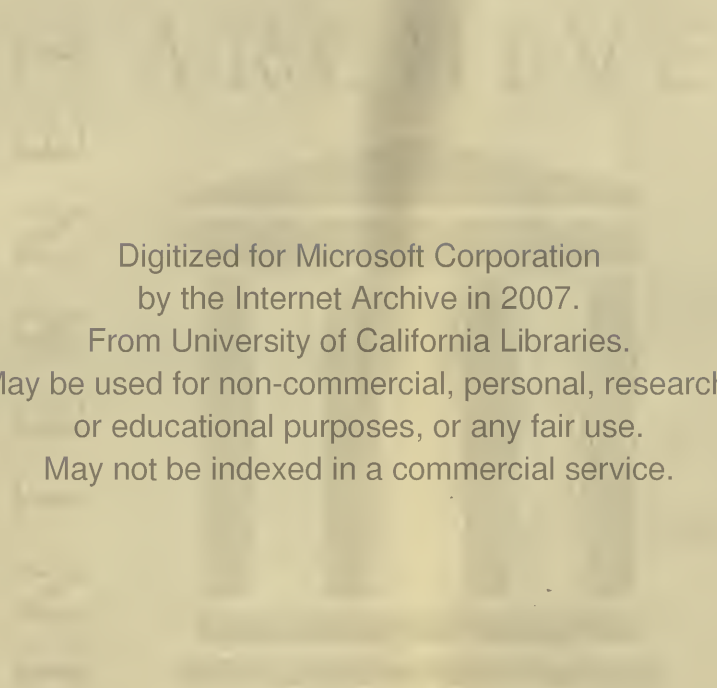 Digitized for Microsoft Corporation
by the Internet Archive in 2007.
From University of California Libraries.
May be used for non-commercial, personal, research,
or educational purposes, or any fair use.
May not be indexed in a commercial service.